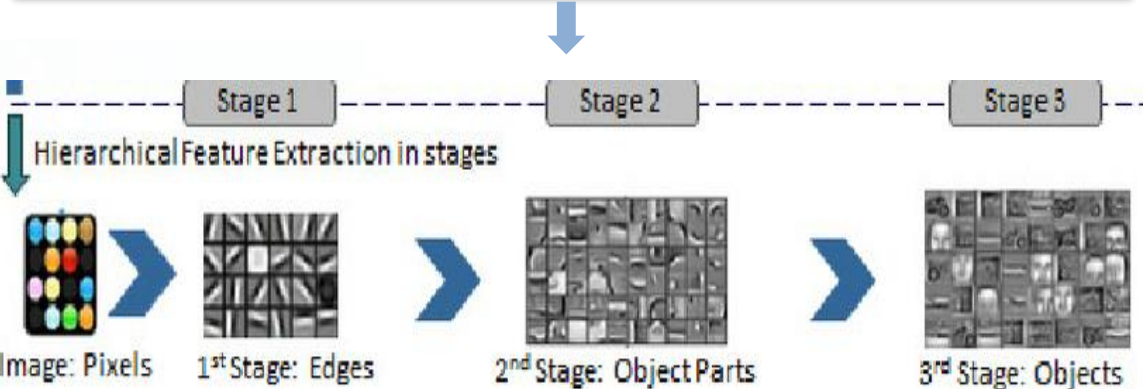 Stage 1
Stage 2
Stage 3
Hierarchical Feature Extraction in stages
Image: Pixels
1st Stage: Edges
2nd Stage: Object Parts
3rd Stage: Objects